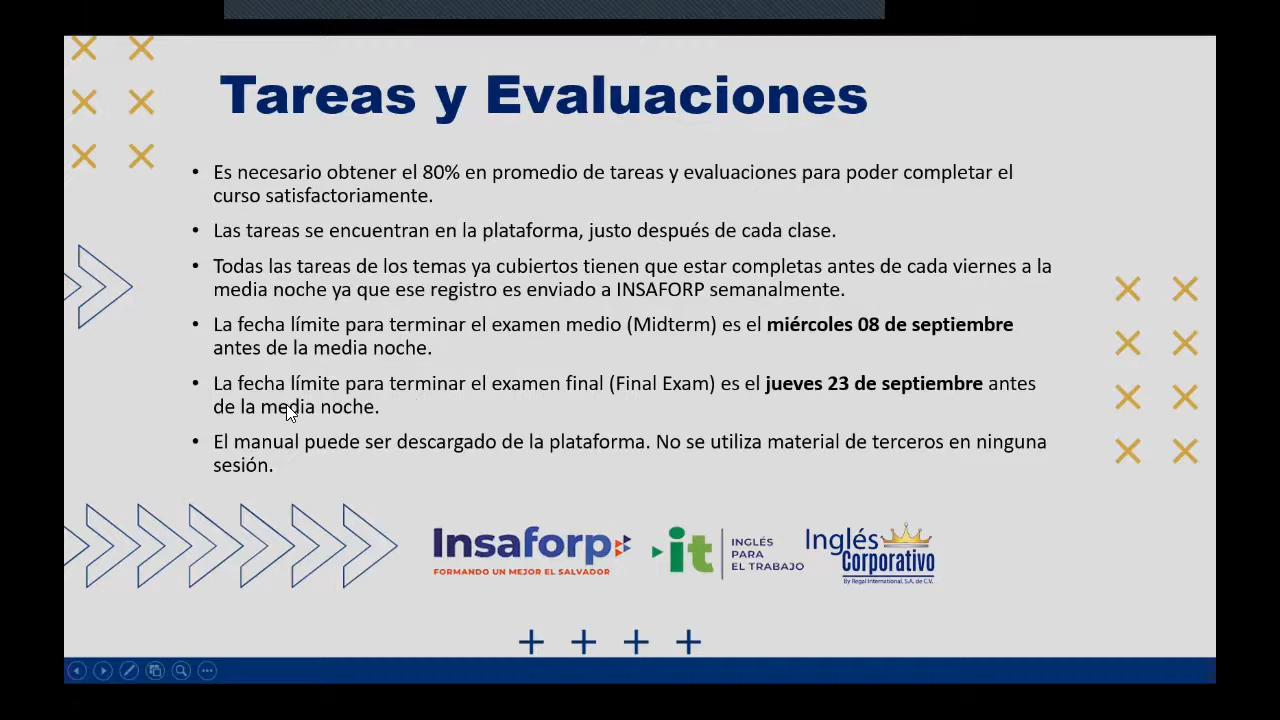 Tareas y Evaluaciones
• Es necesario obtener el 80% en promedio de tareas y evaluaciones para poder completar el
curso satisfactoriamente.
• Las tareas se encuentran en la plataforma, justo después de cada clase.
• Todas las tareas de los temas ya cubiertos tienen que estar completas antes de cada viernes a la
media noche ya que ese registro es enviado a INSAFORP semanalmente.
• La fecha límite para terminar el examen medio (Midterm) es el miércoles 08 de septiembre
antes de la media noche.
• La fecha límite para terminar el examen final (Final Exam) es el jueves 23 de septiembre antes
de la media noche.
• El manual puede ser descargado de la plataforma. No se utiliza material de terceros en ninguna
sesión.
Insaforp
FORMANDO UN MEJOR EL SALVADOR
it
INGLÉS
PARA
EL TRABAJO
Inglés
Corporativo
By Regal International, S.A. de C.V.